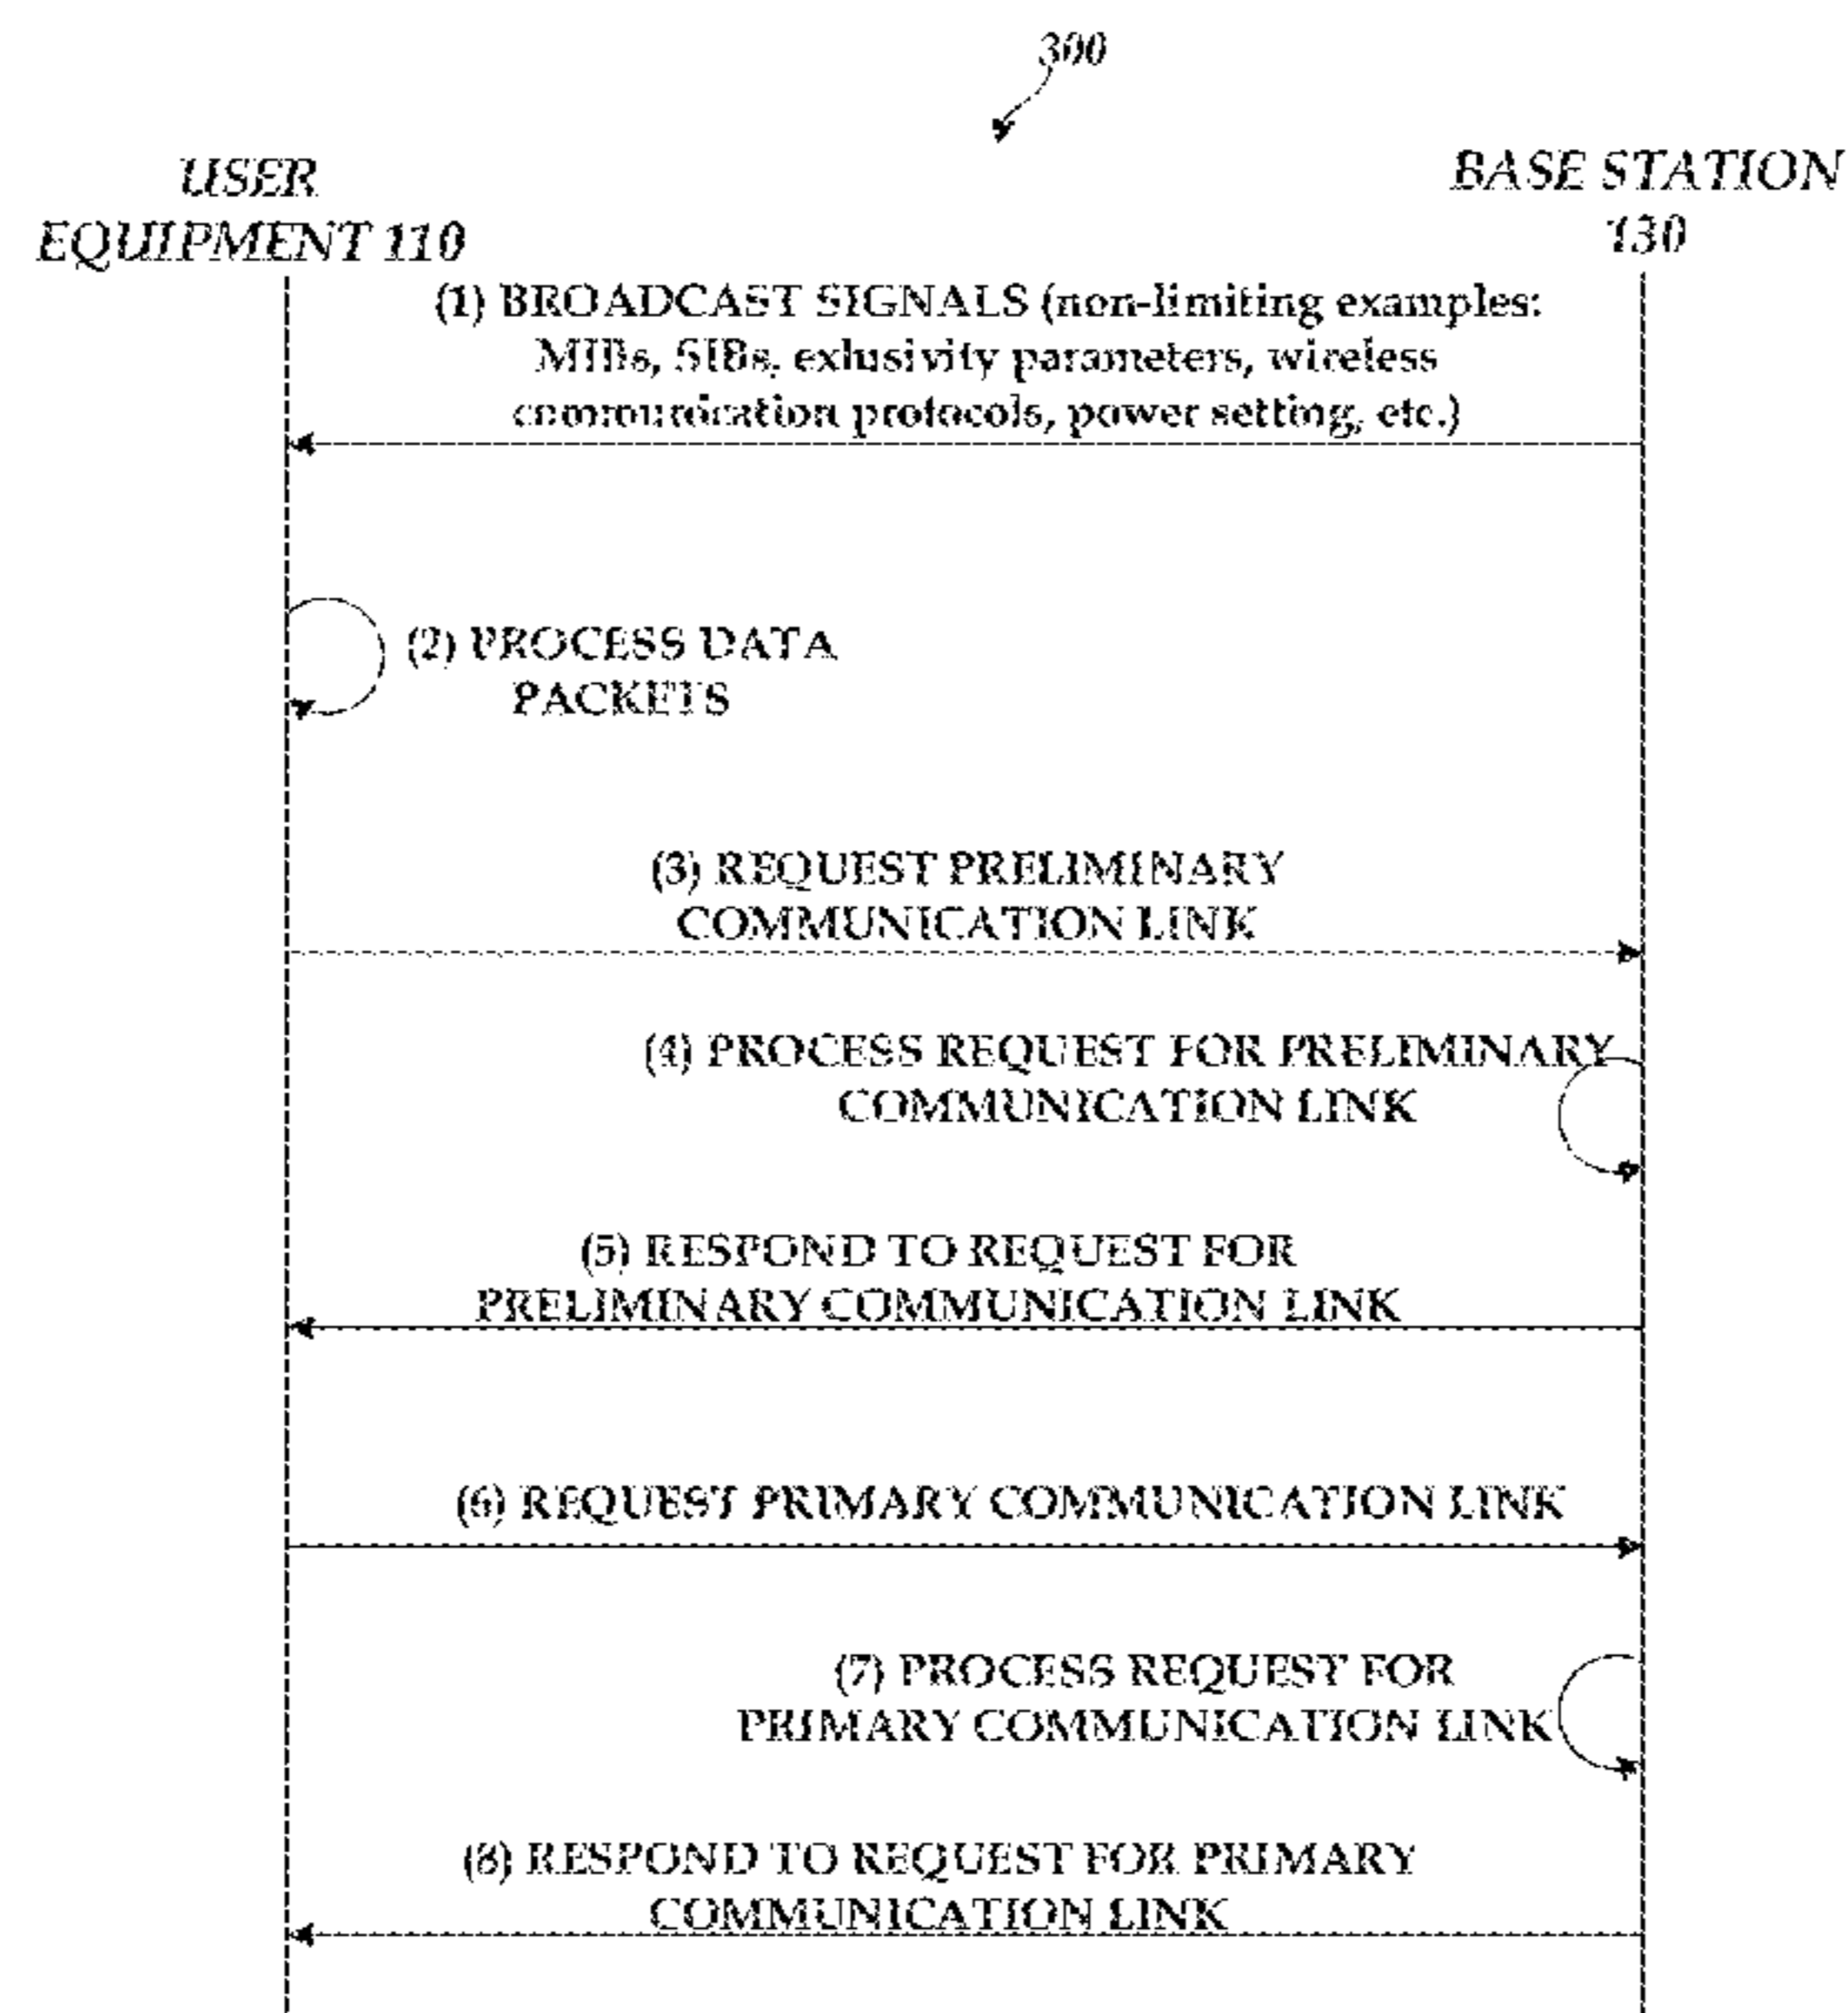 300
USER
EQUIPMENT 110
BASE STATION
130
(1) BROADCAST SIGNALS (non-limiting examples:
MIBs, SIBs, exlusivity parameters, wireless
communication protocols, power setting, etc.)
(2) PROCESS DATA
PACKETS
(3) REQUEST PRELIMINARY
COMMUNICATION LINK
(4) PROCESS REQUEST FOR PRELIMINARY
COMMUNICATION LINK
(5) RESPOND TO REQUEST FOR
PRELIMINARY COMMUNICATION LINK
(6) REQUEST PRIMARY COMMUNICATION LINK
(7) PROCESS REQUEST FOR
PRIMARY COMMUNICATION LINK
(8) RESPOND TO REQUEST FOR PRIMARY
COMMUNICATION LINK